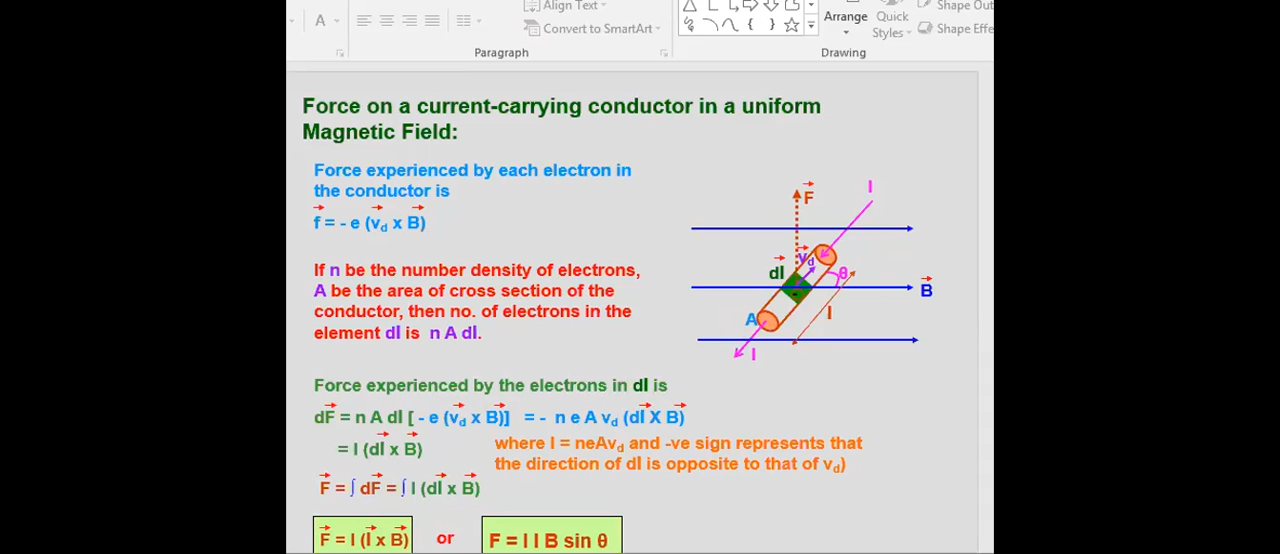 A
Align Text
Convert to SmartArt
Arrange
Quick
Styles
Shape Out
Shape Effe
Paragraph
Drawing
Force on a current-carrying conductor in a uniform
Magnetic Field:
Force experienced by each electron in
the conductor is
f = - e (vd x B)
If n be the number density of electrons,
A be the area of cross section of the
conductor, then no. of electrons in the
element dl is n A dl.
F
I
vd
dl
θ
B
A
l
I
Force experienced by the electrons in dl is
dF = n A dl [ - e (vd x B)] = - n e A vd (dl X B)
= I (dl x B)
where I = neAvd and -ve sign represents that
the direction of dl is opposite to that of vd)
F = ∫ dF = ∫ I (dl x B)
F = I (l x B) or F = I l B sin θ